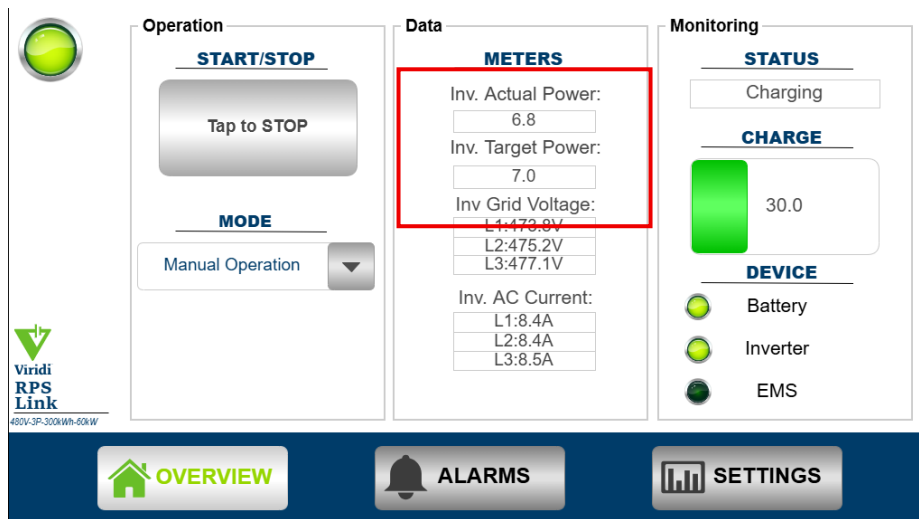 Operation
START/STOP
Tap to STOP
MODE
Manual Operation
Data
METERS
Inv. Actual Power:
6.8
Inv. Target Power:
7.0
Inv Grid Voltage:
L1:473.8V
L2:475.2V
L3:477.1V
Inv. AC Current:
L1:8.4A
L2:8.4A
L3:8.5A
Monitoring
STATUS
Charging
CHARGE
30.0
DEVICE
Battery
Inverter
EMS
Viridi
RPS
Link
480V-3P-300kWh-60kW
OVERVIEW
ALARMS
SETTINGS